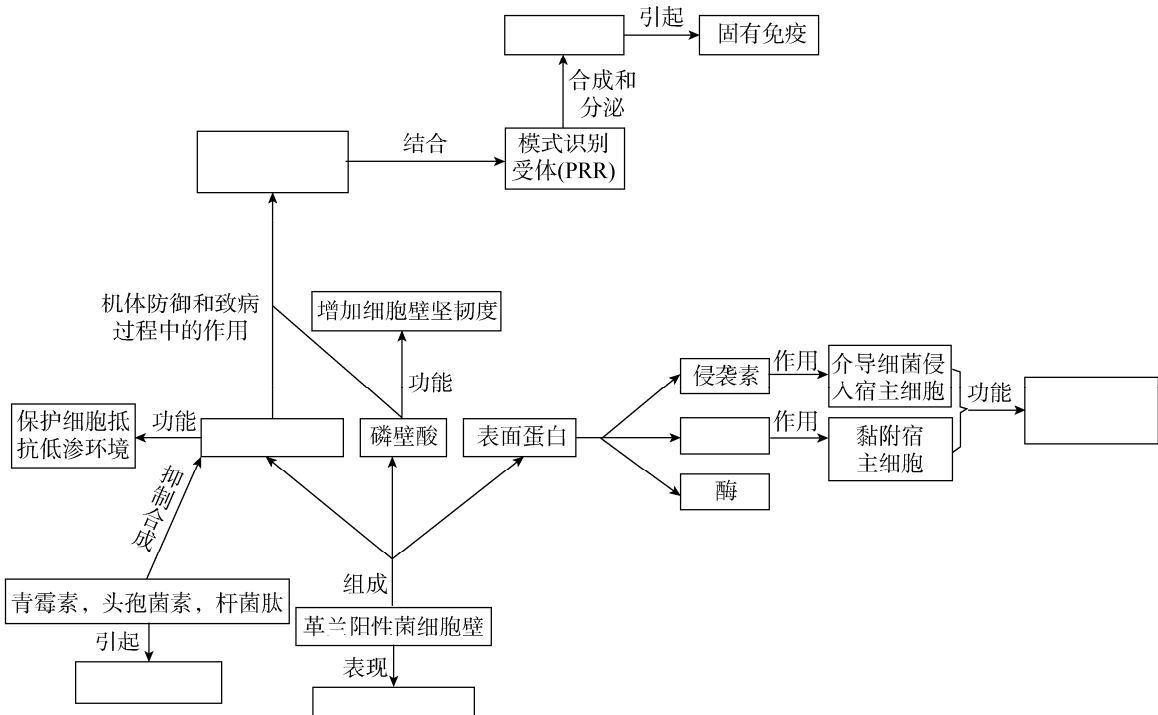 引起
固有免疫
合成和
分泌
结合
模式识别
受体(PRR)
机体防御和致病
过程中的作用
增加细胞壁坚韧度
功能
保护细胞抵
抗低渗环境
功能
磷壁酸
表面蛋白
侵袭素
作用
介导细菌侵
入宿主细胞
功能
作用
黏附宿
主细胞
酶
抑制合成
青霉素，头孢菌素，杆菌肽
引起
组成
革兰阳性菌细胞壁
表现